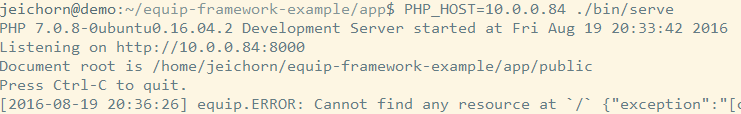 jeichorn@demo:~/equip-framework-example/app$ PHP_HOST=10.0.0.84 ./bin/serve
PHP 7.0.8-0ubuntu0.16.04.2 Development Server started at Fri Aug 19 20:33:42 2016
Listening on http://10.0.0.84:8000
Document root is /home/jeichorn/equip-framework-example/app/public
Press Ctrl-C to quit.
[2016-08-19 20:36:26] equip.ERROR: Cannot find any resource at `/` {"exception":"[